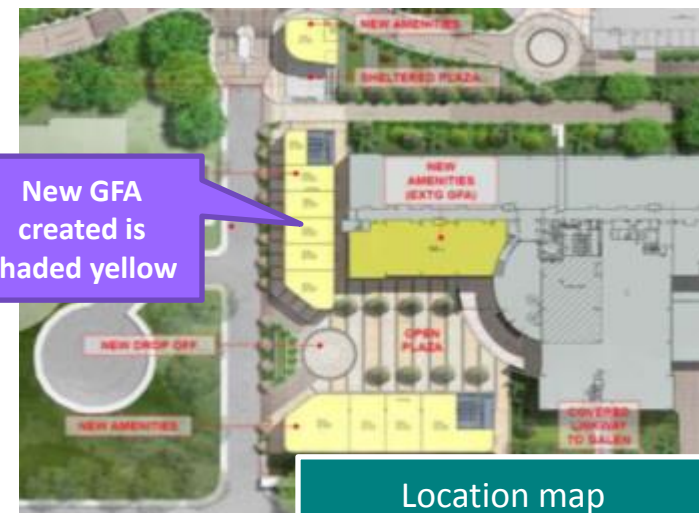 NEW AMENITIES
SHELTERED PLAZA
NEW
AMENITIES
(EXTG GFA)
New GFA
created is
haded yellow
NEW DROP OFF
OPEN
PLAZA
NEW AMENITIES
COVERED
LINKWAY
TO GALEN
Location map